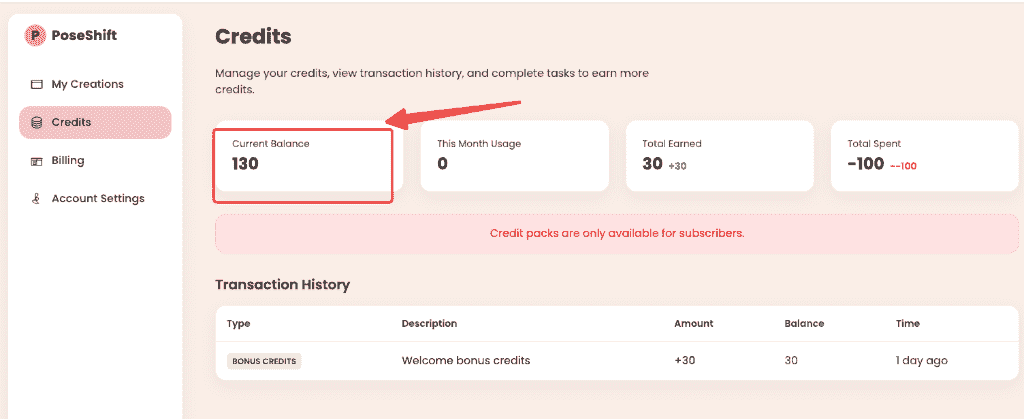 P PoseShift
My Creations
Credits
Billing
Account Settings
Credits
Manage your credits, view transaction history, and complete tasks to earn more
credits.
Current Balance
130
This Month Usage
0
Total Earned
30 +30
Total Spent
-100 --100
Credit packs are only available for subscribers.
Transaction History
Type Description Amount Balance Time
BONUS CREDITS Welcome bonus credits +30 30 1 day ago